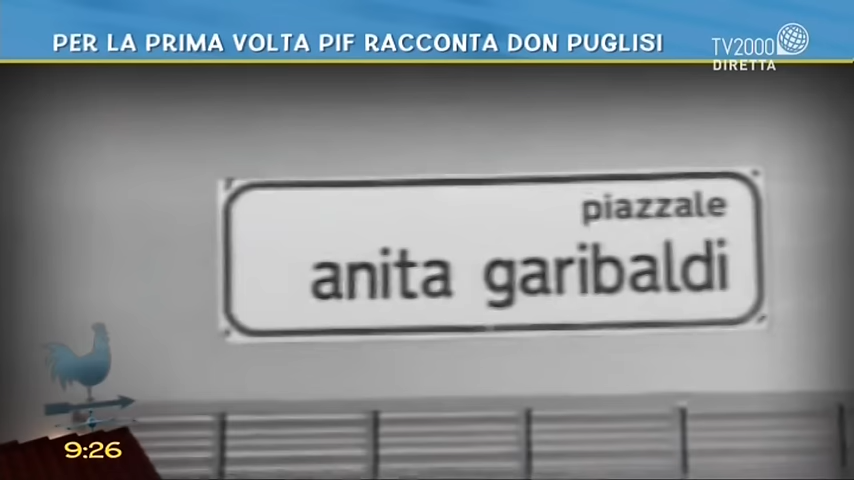 PER LA PRIMA VOLTA PIF RACCONTA DON PUGLISI
TV2000
DIRETTA
piazzale
anita garibaldi
9:26